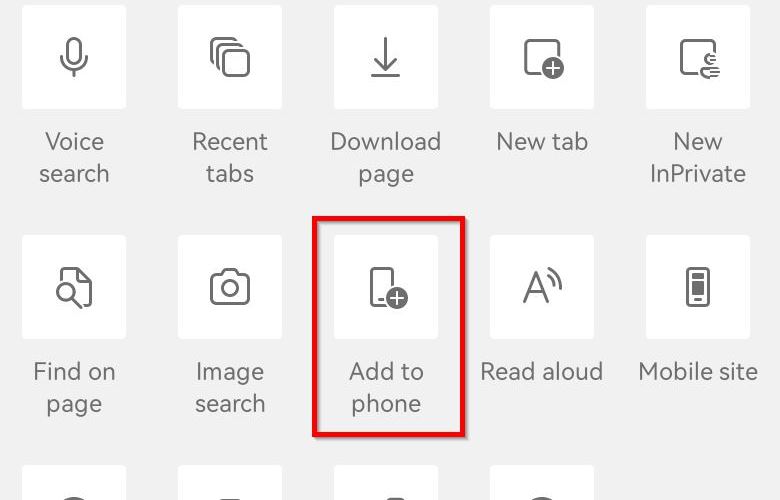 Voice search
Recent tabs
Download page
New tab
New InPrivate
Find on page
Image search
Add to phone
Read aloud
Mobile site